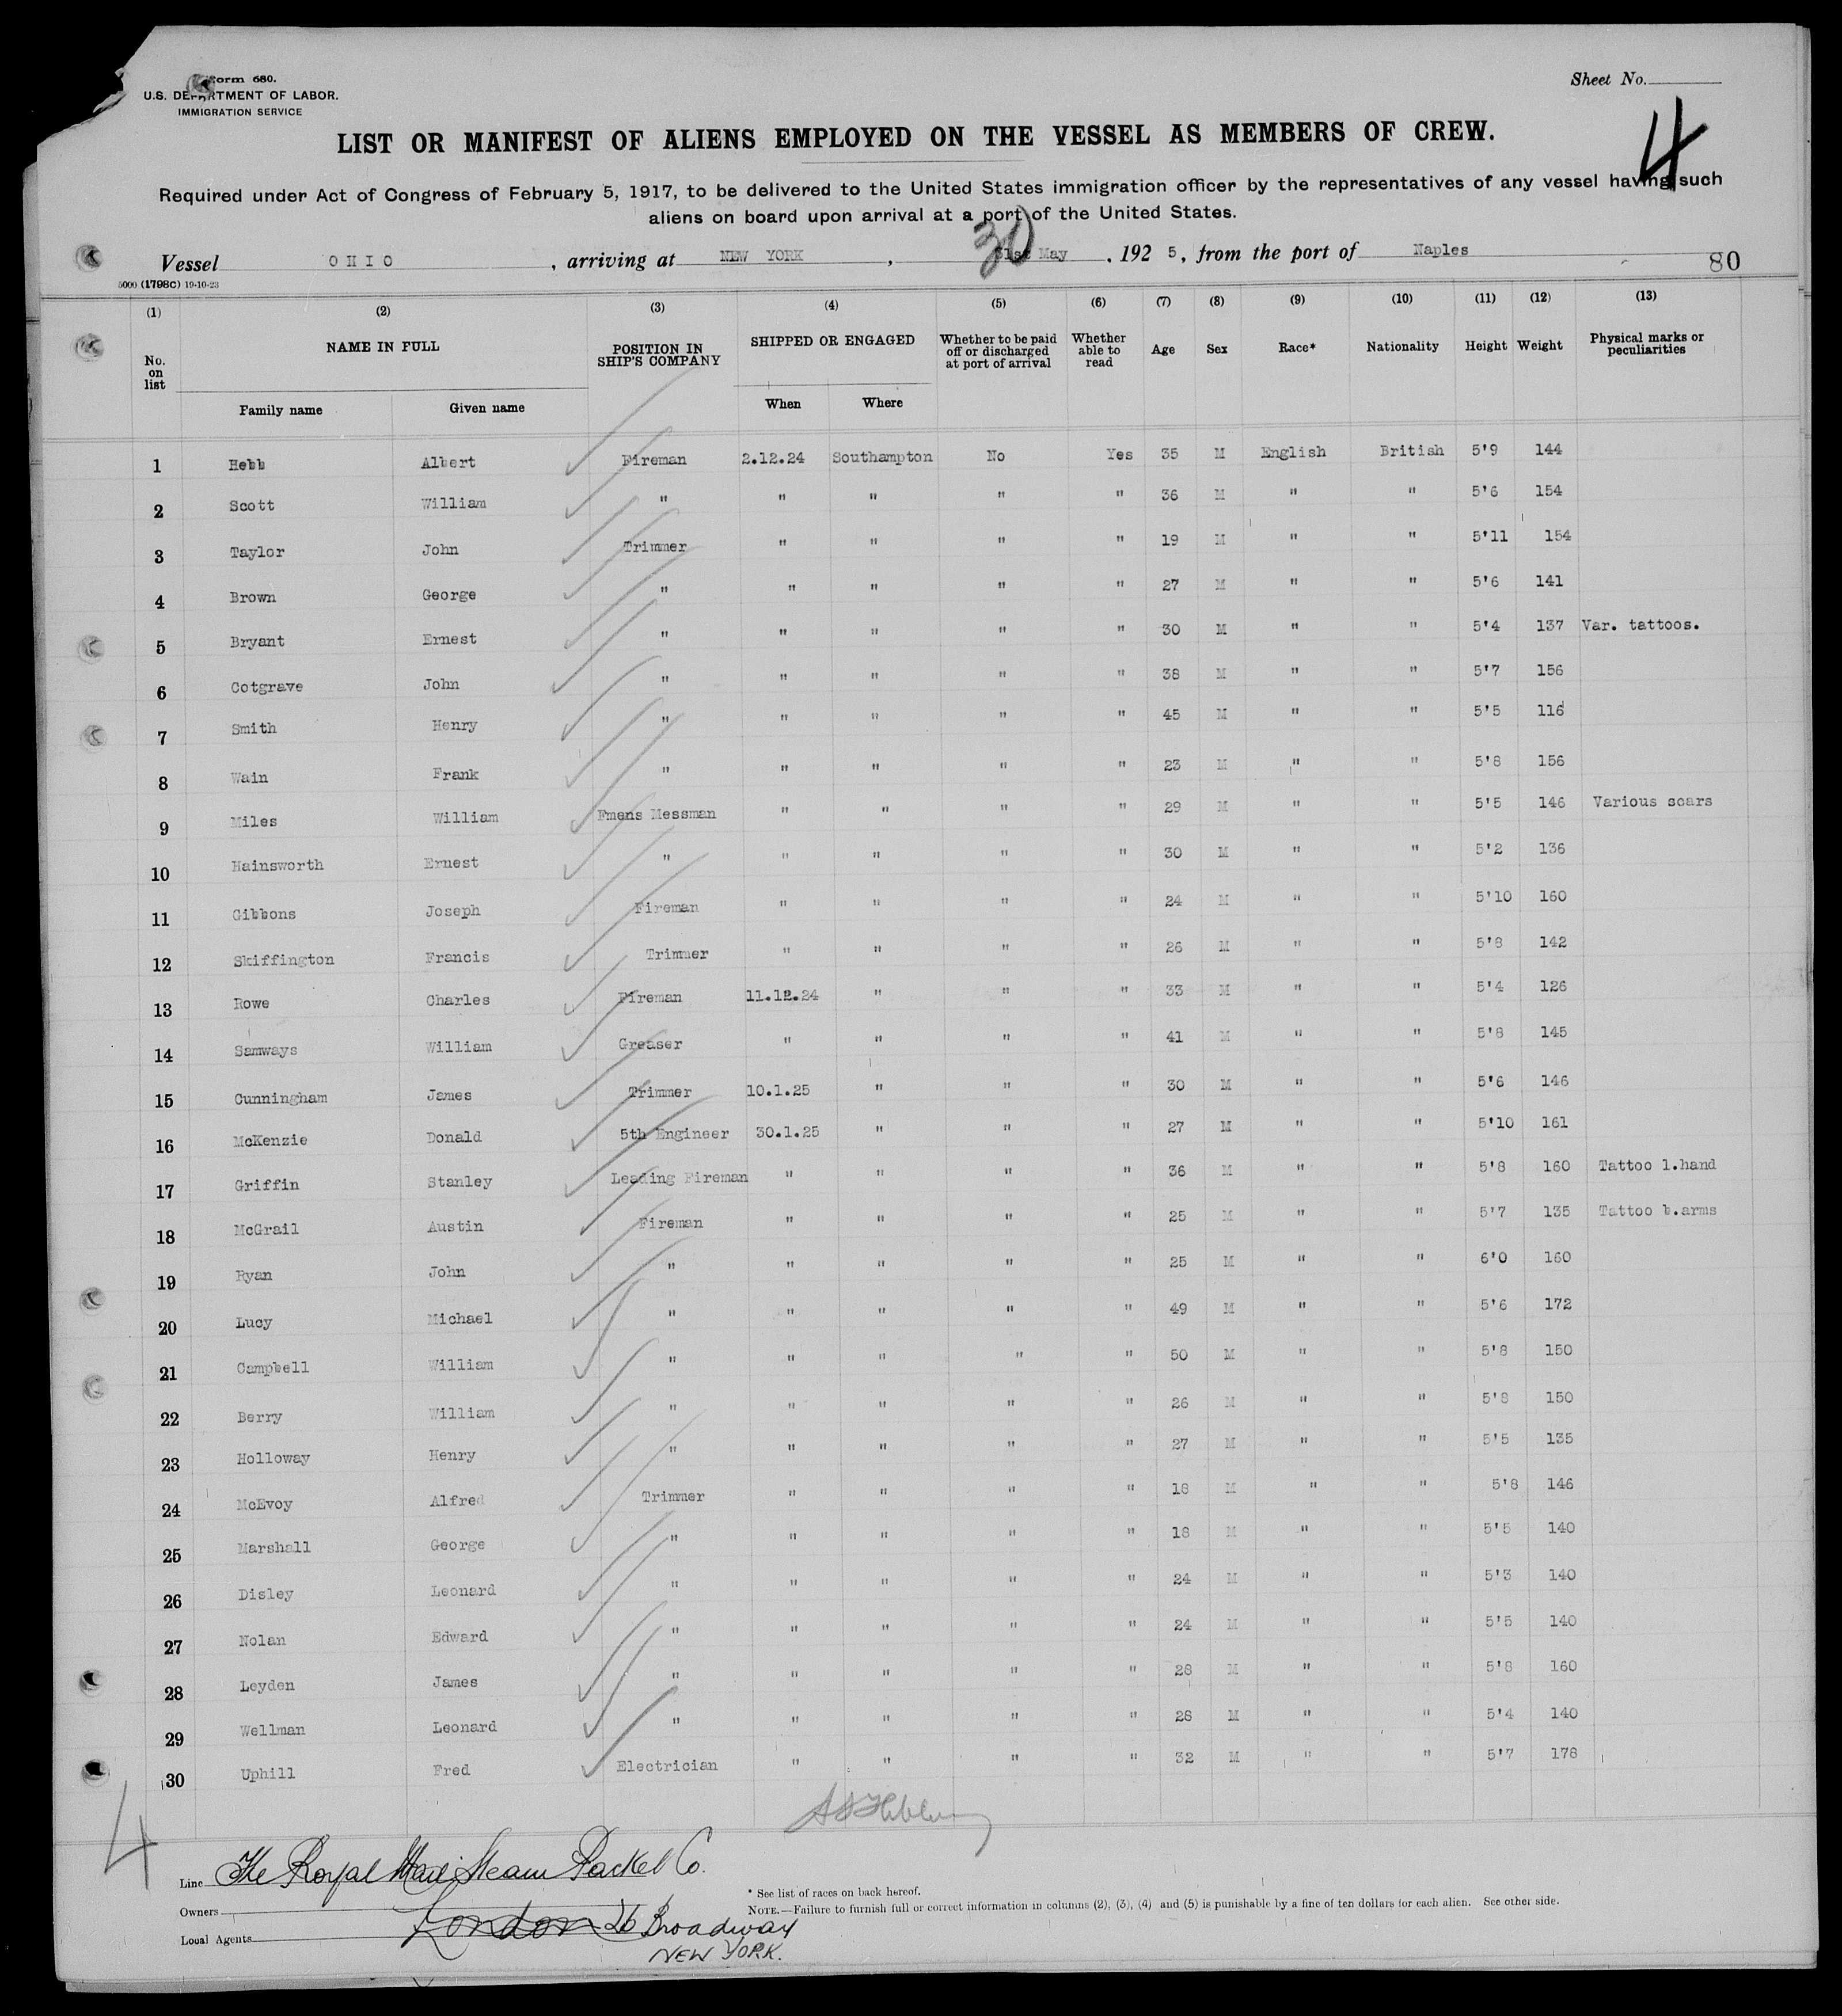 Form 680.
U.S. DEPARTMENT OF LABOR.
IMMIGRATION SERVICE
Sheet No.
4
LIST OR MANIFEST OF ALIENS EMPLOYED ON THE VESSEL AS MEMBERS OF CREW.
Required under Act of Congress of February 5, 1917, to be delivered to the United States immigration officer by the representatives of any vessel having such
aliens on board upon arrival at a port of the United States.
30
Vessel OHIO, arriving at NEW YORK, 31st May, 1925, from the port of Naples 80
5000 (1798C) 19-10-23
(1) (2) (3) (4) (5) (6) (7) (8) (9) (10) (11) (12) (13)
No. on list NAME IN FULL POSITION IN SHIP'S COMPANY SHIPPED OR ENGAGED Whether to be paid off or discharged at port of arrival Whether able to read Age Sex Race* Nationality Height Weight Physical marks or peculiarities
Family name Given name When Where
1 Hebb Albert Fireman 2.12.24 Southampton No Yes 35 M English British 5'9 144
2 Scott William " " " " " 36 M " " 5'6 154
3 Taylor John Trimmer " " " " 19 M " " 5'11 154
4 Brown George " " " " " 27 M " " 5'6 141
5 Bryant Ernest " " " " " 30 M " " 5'4 137 Var. tattoos.
6 Cotgrave John " " " " " 38 M " " 5'7 156
7 Smith Henry " " " " " 45 M " " 5'5 116
8 Wain Frank " " " " " 23 M " " 5'8 156
9 Miles William Fmens Messman " " " " 29 M " " 5'5 146 Various scars
10 Hainsworth Ernest " " " " " 30 M " " 5'2 136
11 Gibbons Joseph Fireman " " " " 24 M " " 5'10 160
12 Skiffington Francis Trimmer " " " " 26 M " " 5'8 142
13 Rowe Charles Fireman 11.12.24 " " " 33 M " " 5'4 126
14 Samways William Greaser " " " " 41 M " " 5'8 145
15 Cunningham James Trimmer 10.1.25 " " " 30 M " " 5'6 146
16 McKenzie Donald 5th Engineer 30.1.25 " " " 27 M " " 5'10 161
17 Griffin Stanley Leading Fireman " " " " 36 M " " 5'8 160 Tattoo l.hand
18 McGrail Austin Fireman " " " " 25 M " " 5'7 135 Tattoo b.arms
19 Ryan John " " " " " 25 M " " 6'0 160
20 Lucy Michael " " " " " 49 M " " 5'6 172
21 Campbell William " " " " " 50 M " " 5'8 150
22 Berry William " " " " " 26 M " " 5'8 150
23 Holloway Henry " " " " " 27 M " " 5'5 135
24 McEvoy Alfred Trimmer " " " " 18 M " " 5'8 146
25 Marshall George " " " " " 18 M " " 5'5 140
26 Disley Leonard " " " " " 24 M " " 5'3 140
27 Nolan Edward " " " " " 24 M " " 5'5 140
28 Leyden James " " " " " 28 M " " 5'8 160
29 Wellman Leonard " " " " " 28 M " " 5'4 140
30 Uphill Fred Electrician " " " " 32 M " " 5'7 178
4
Line The Royal Mail Steam Packet Co.
* See list of races on back hereof.
Owners
NOTE.—Failure to furnish full or correct information in columns (2), (3), (4) and (5) is punishable by a fine of ten dollars for each alien. See other side.
Local Agents London 26 Broadway
NEW YORK.